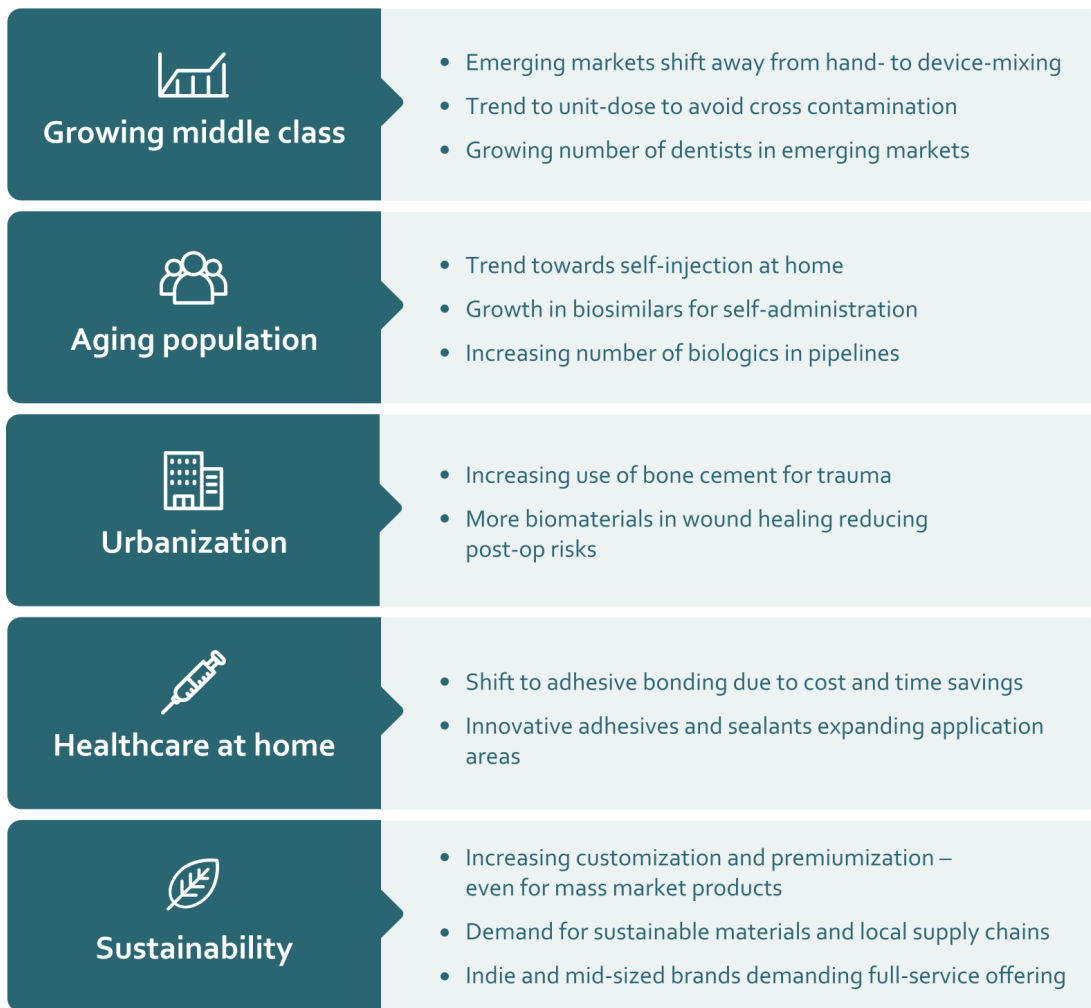 Growing middle class
• Emerging markets shift away from hand- to device-mixing
• Trend to unit-dose to avoid cross contamination
• Growing number of dentists in emerging markets
Aging population
• Trend towards self-injection at home
• Growth in biosimilars for self-administration
• Increasing number of biologics in pipelines
Urbanization
• Increasing use of bone cement for trauma
• More biomaterials in wound healing reducing
post-op risks
Healthcare at home
• Shift to adhesive bonding due to cost and time savings
• Innovative adhesives and sealants expanding application
areas
Sustainability
• Increasing customization and premiumization –
even for mass market products
• Demand for sustainable materials and local supply chains
• Indie and mid-sized brands demanding full-service offering